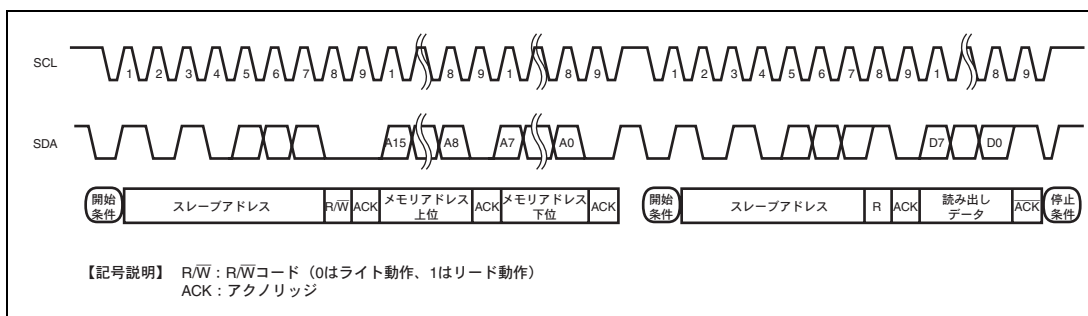 SCL
1 2 3 4 5 6 7 8 9 1 8 9 1 8 9 1 2 3 4 5 6 7 8 9 1 8 9
SDA
A15 A8 A7 A0 D7 D0
開始条件 スレーブアドレス R/W̅ ACK メモリアドレス上位 ACK メモリアドレス下位 ACK 開始条件 スレーブアドレス R ACK 読み出しデータ A̅C̅K̅ 停止条件
【記号説明】 R/W̅：R/W̅コード（0はライト動作、1はリード動作）
ACK：アクノリッジ